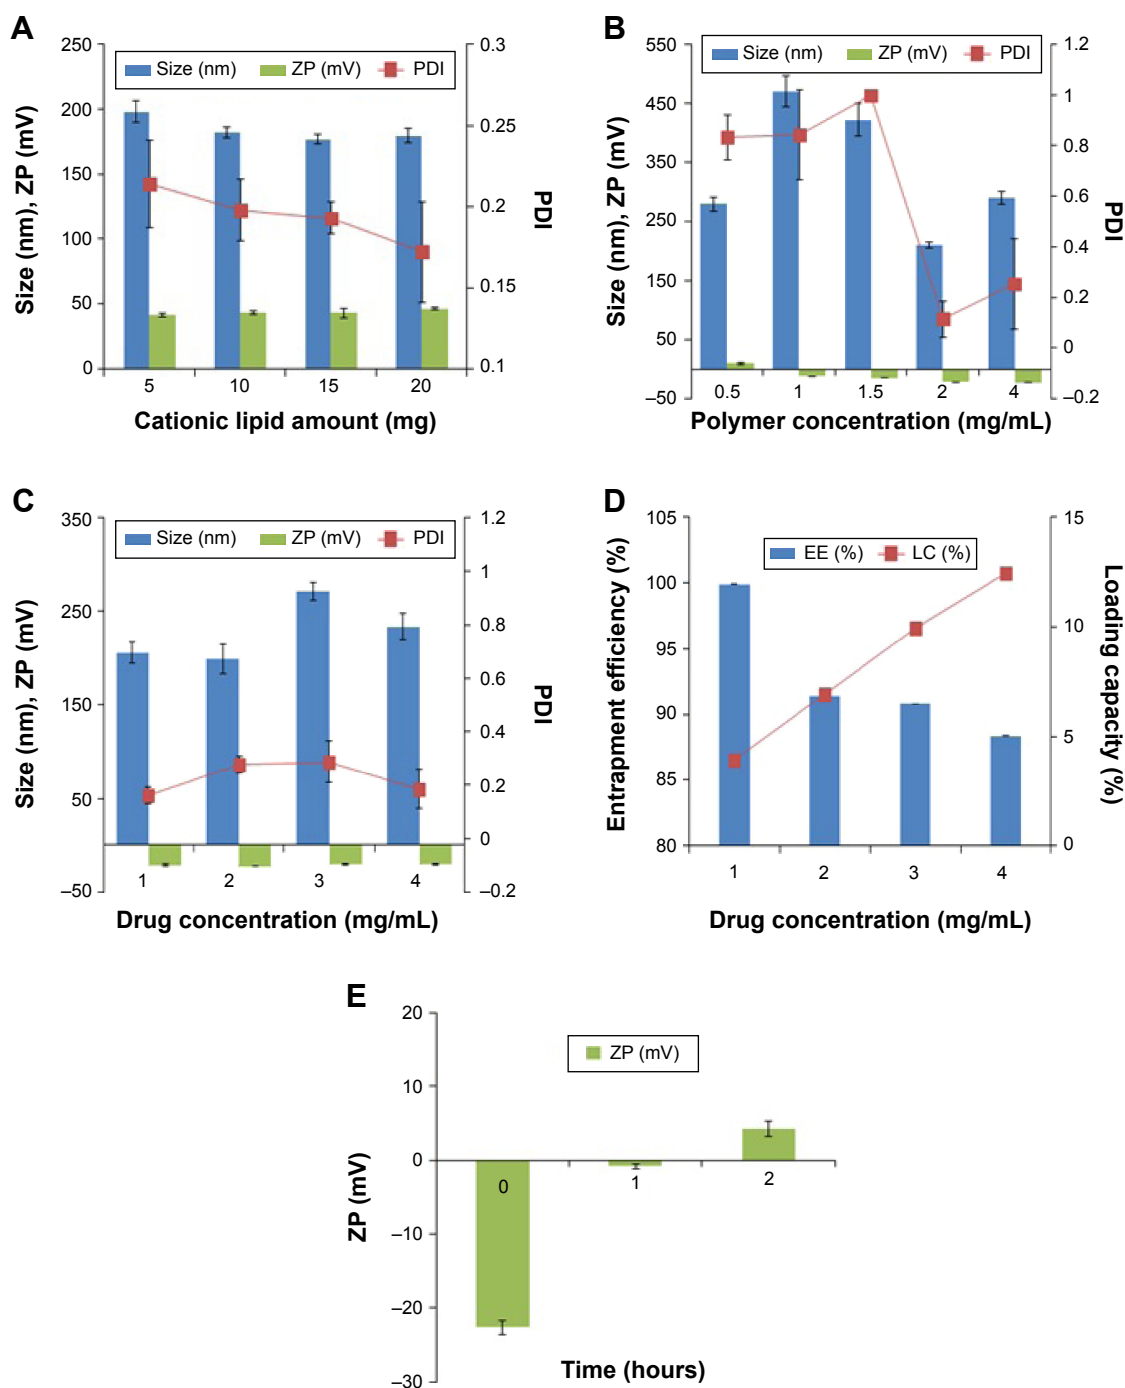 A
250
200
150
100
50
0
Size (nm), ZP (mV)
Size (nm) ZP (mV) PDI
0.3
0.25
0.2
0.15
0.1
PDI
5 10 15 20
Cationic lipid amount (mg)
B
550
450
350
250
150
50
–50
Size (nm), ZP (mV)
Size (nm) ZP (mV) PDI
1.2
1
0.8
0.6
0.4
0.2
0
–0.2
PDI
0.5 1 1.5 2 4
Polymer concentration (mg/mL)
C
350
250
150
50
–50
Size (nm), ZP (mV)
Size (nm) ZP (mV) PDI
1.2
1
0.8
0.6
0.4
0.2
0
–0.2
PDI
1 2 3 4
Drug concentration (mg/mL)
D
105
100
95
90
85
80
Entrapment efficiency (%)
EE (%) LC (%)
15
10
5
0
Loading capacity (%)
1 2 3 4
Drug concentration (mg/mL)
E
20
10
0
–10
–20
–30
ZP (mV)
ZP (mV)
0 1 2
Time (hours)